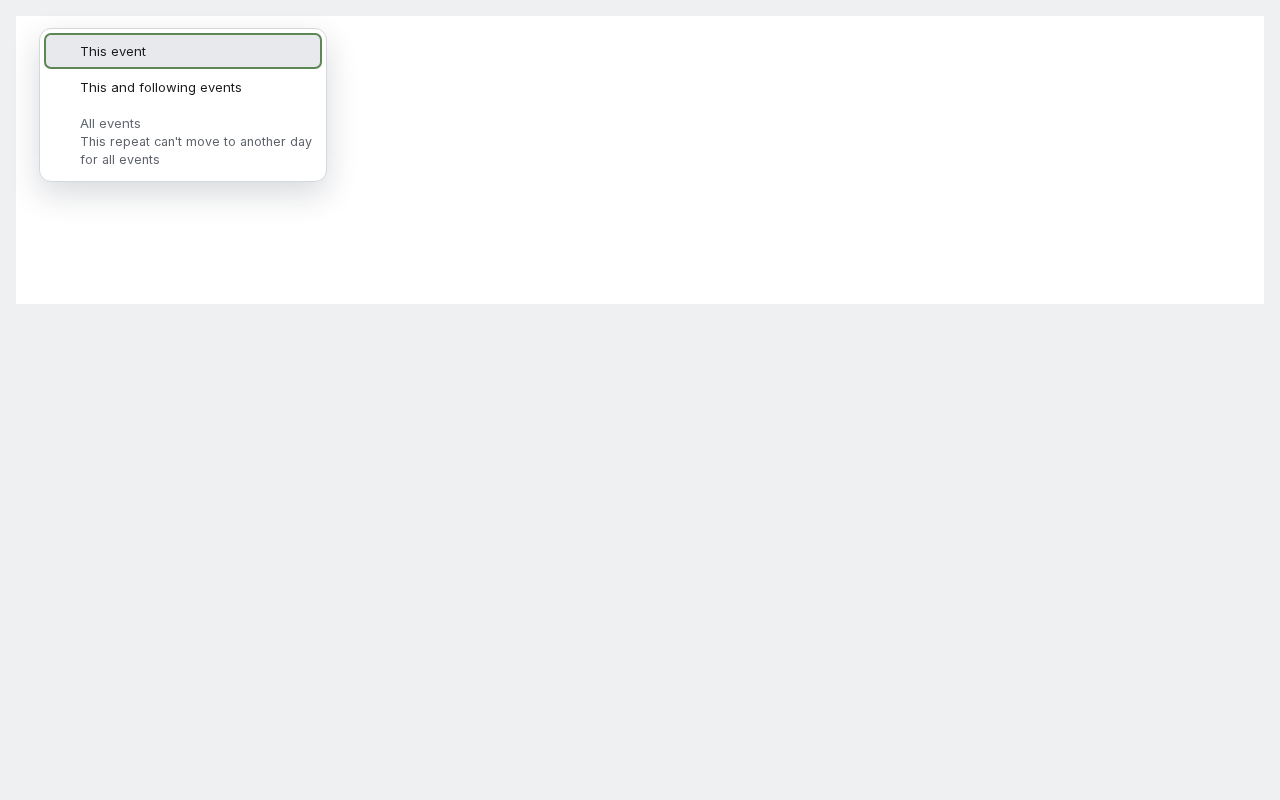 This event
This and following events
All events
This repeat can't move to another day
for all events